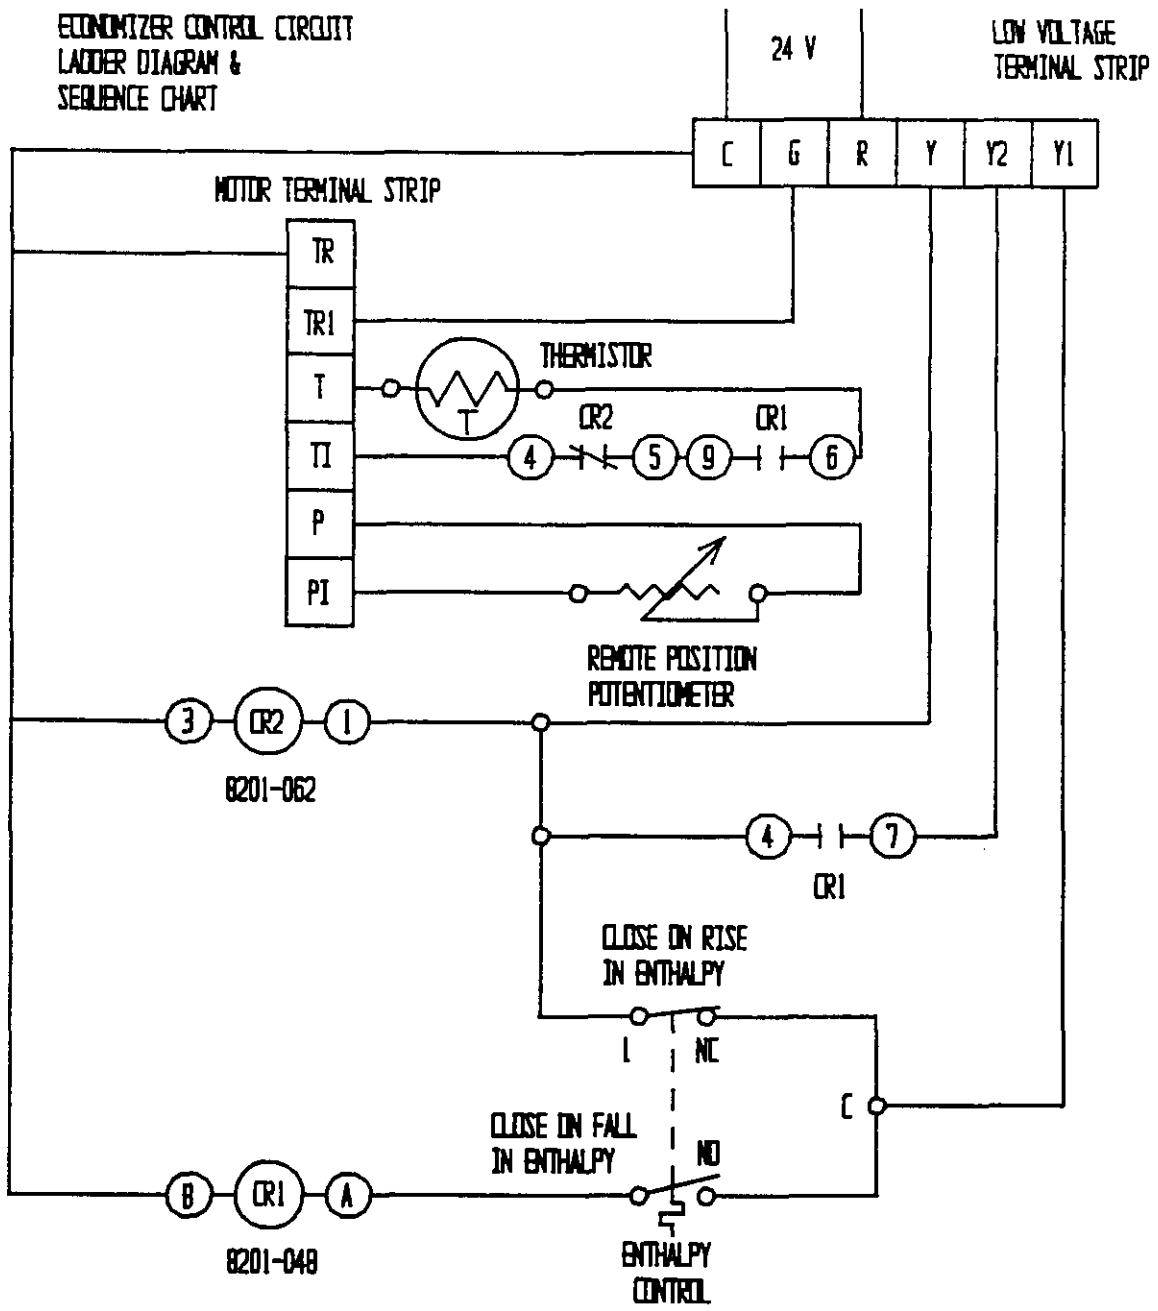 ECONOMIZER CONTROL CIRCUIT
LADDER DIAGRAM &
SEQUENCE CHART
24 V
LOW VOLTAGE
TERMINAL STRIP
C G R Y Y2 Y1
MOTOR TERMINAL STRIP
TR
TR1
T
THERMISTOR
T
CR2
CR1
T1
4
5
9
6
P
P1
REMOTE POSITION
POTENTIOMETER
3
CR2
1
8201-062
4
7
CR1
CLOSE ON RISE
IN ENTHALPY
L
NC
C
CLOSE ON FALL
IN ENTHALPY
NO
B
CR1
A
8201-048
ENTHALPY
CONTROL